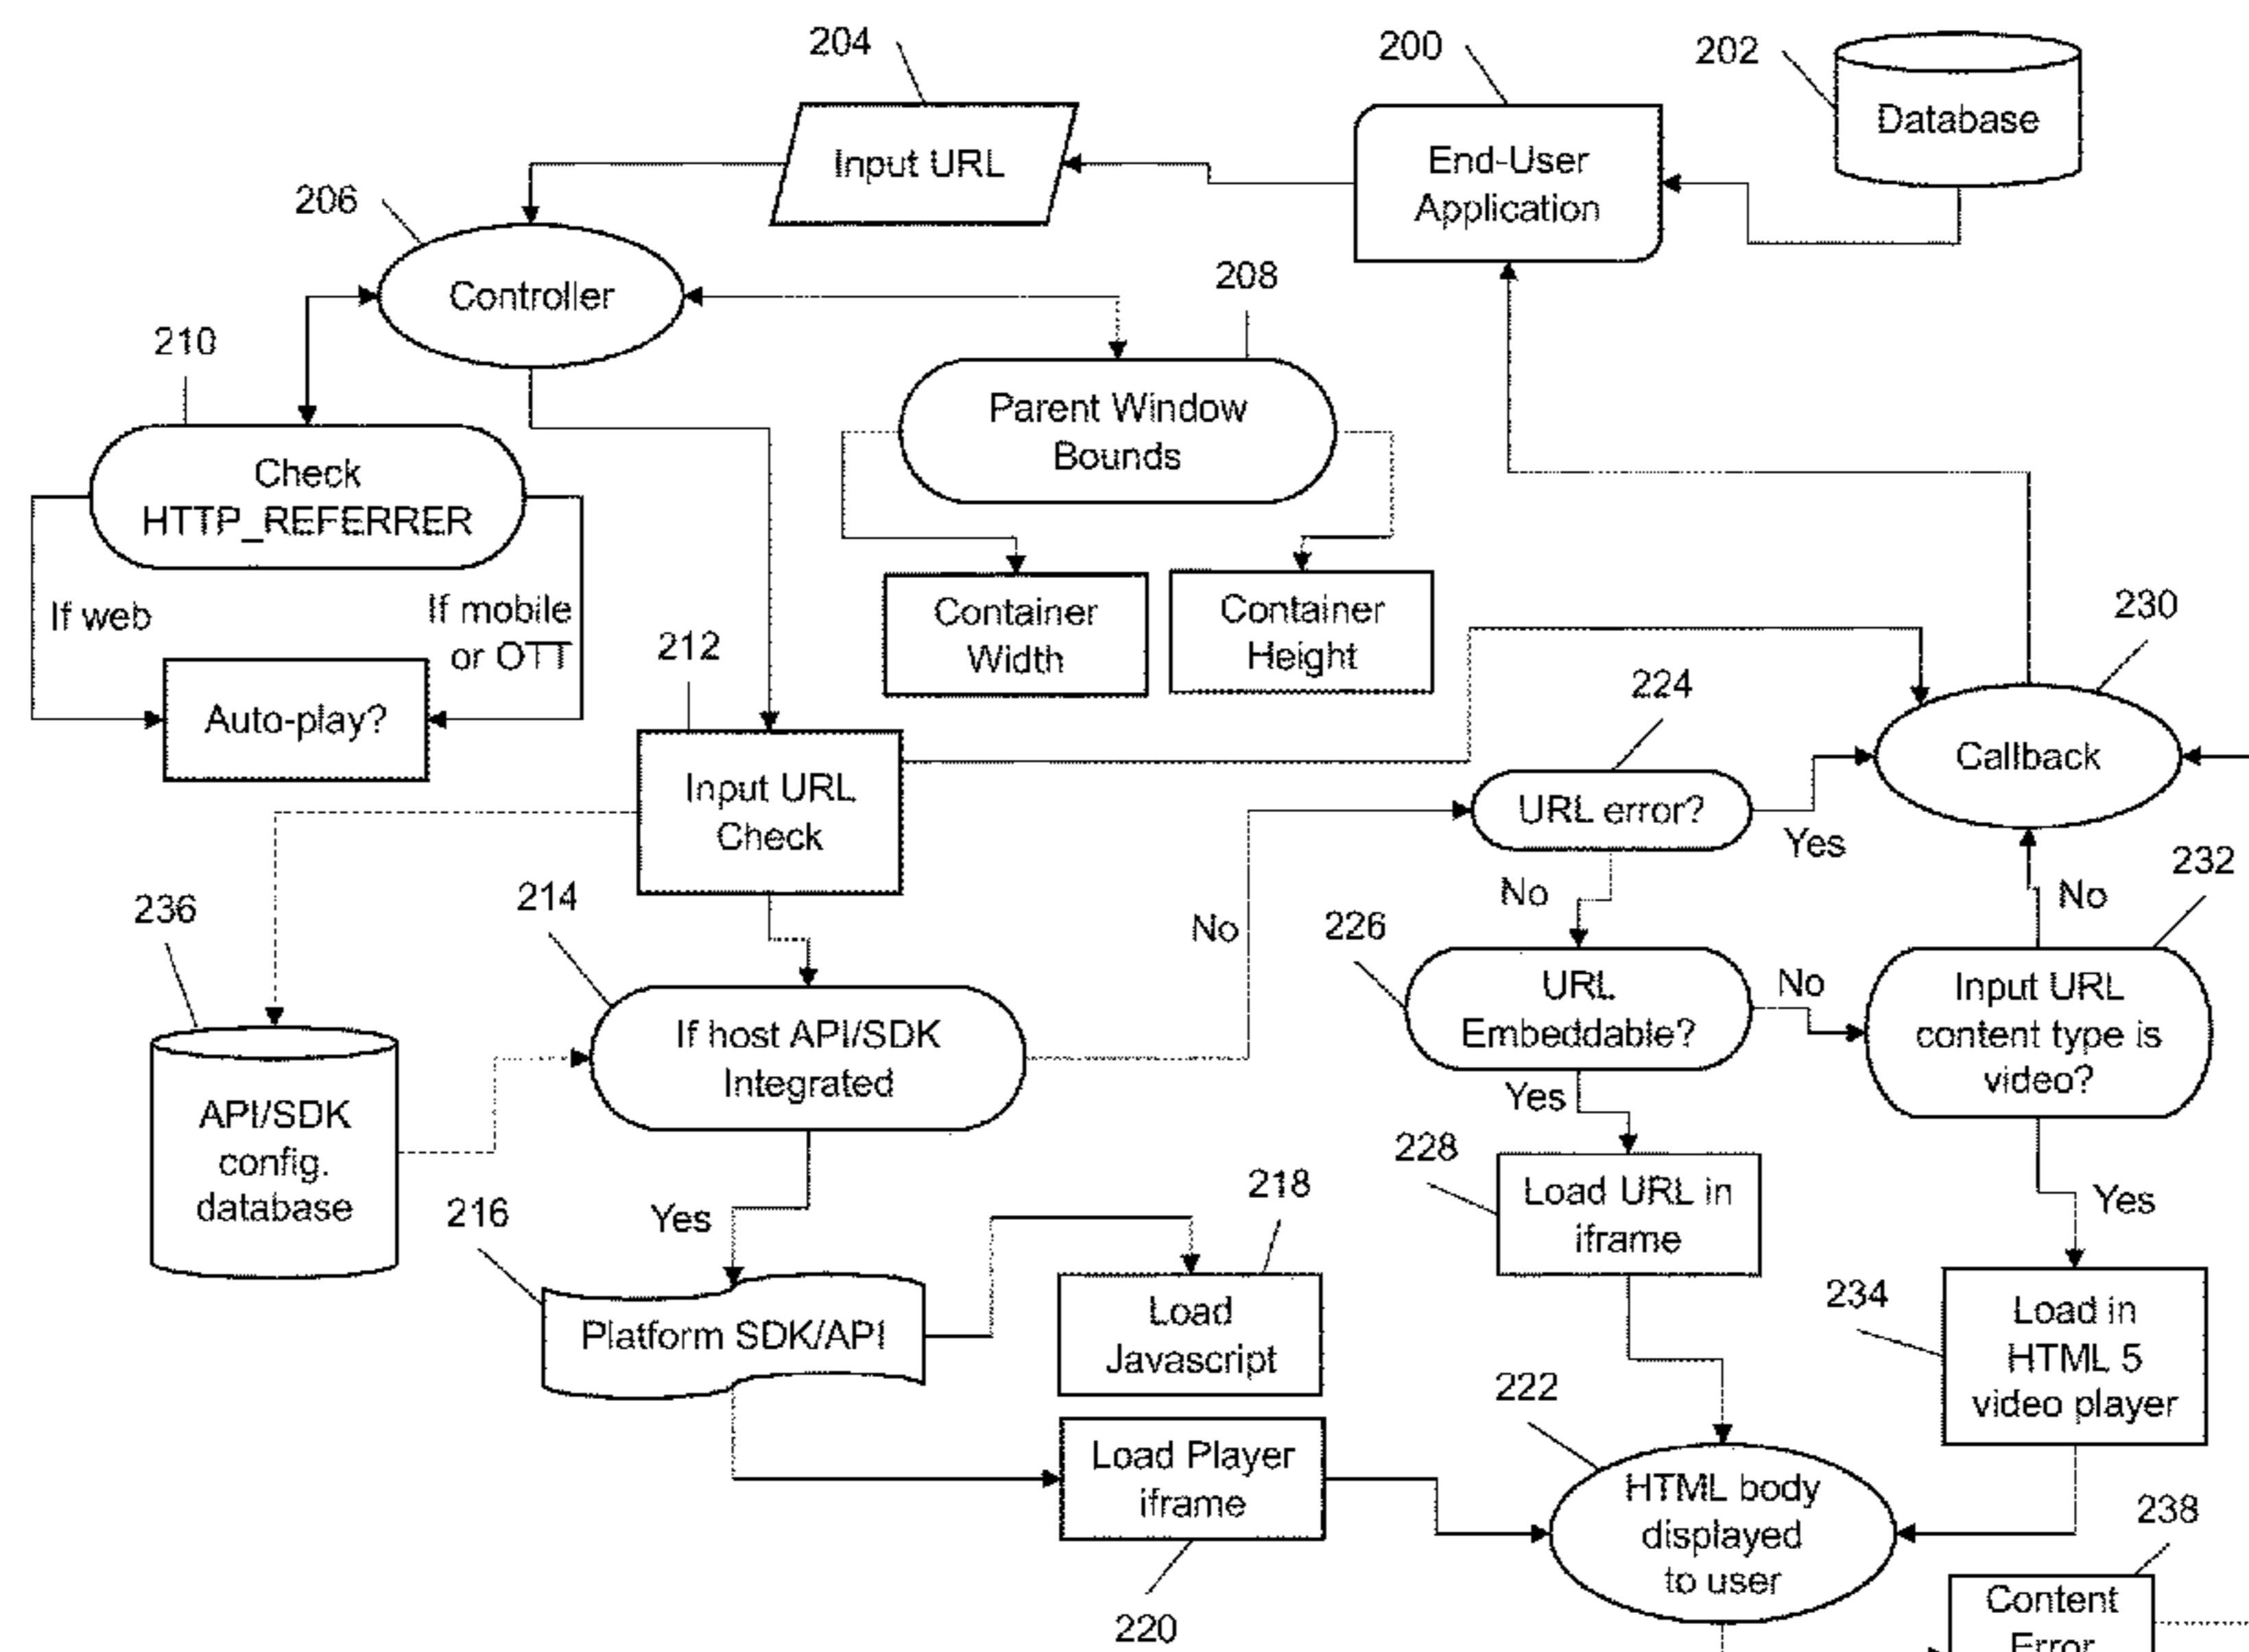 204
200
202
Database
Input URL
End-User
Application
206
Controller
208
210
Parent Window
Bounds
Check
HTTP_REFERRER
If web
If mobile
or OTT
Container
Width
Container
Height
230
212
224
Auto-play?
Callback
Input URL
Check
URL error?
Yes
232
236
214
No
No
226
No
URL
Embeddable?
No
Input URL
content type is
video?
If host API/SDK
Integrated
API/SDK
config.
database
Yes
228
218
Load URL in
iframe
Yes
216
Yes
Platform SDK/API
Load
Javascript
234
Load in
HTML 5
video player
222
Load Player
iframe
HTML body
displayed
to user
238
220
Content
Error